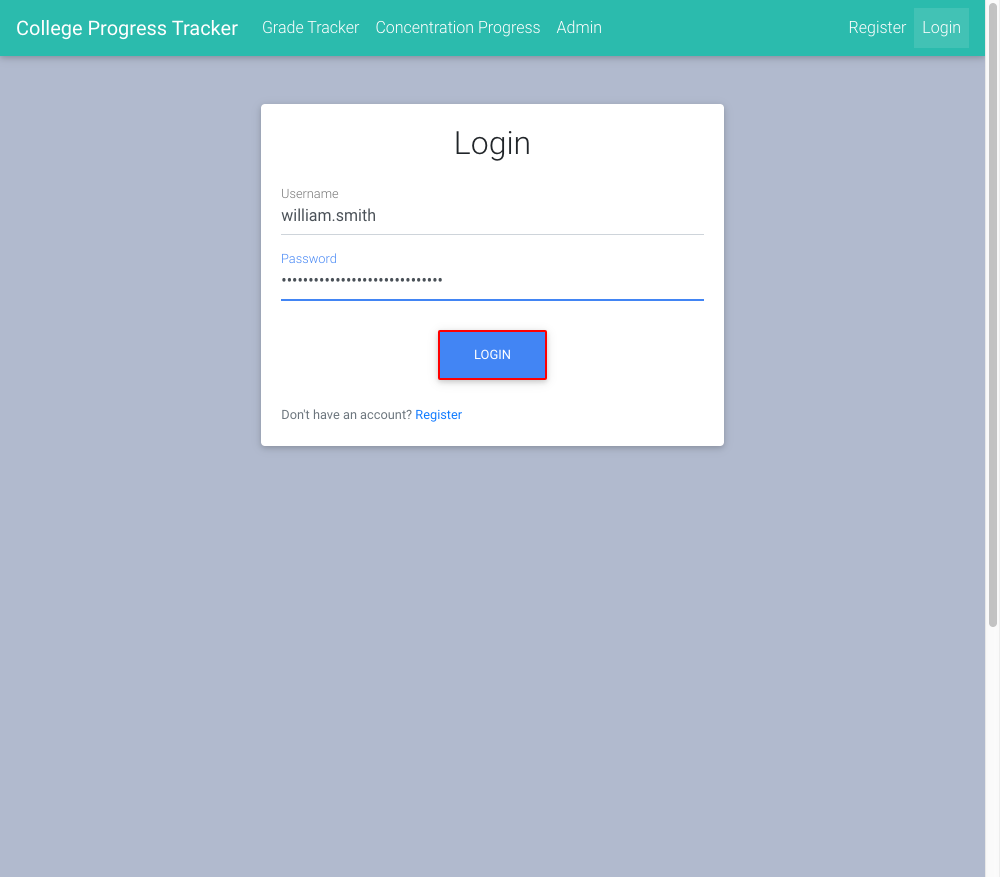 College Progress Tracker Grade Tracker Concentration Progress Admin Register Login
Login
Username
william.smith
Password
••••••••••••••••••••••••••••••
LOGIN
Don't have an account? Register